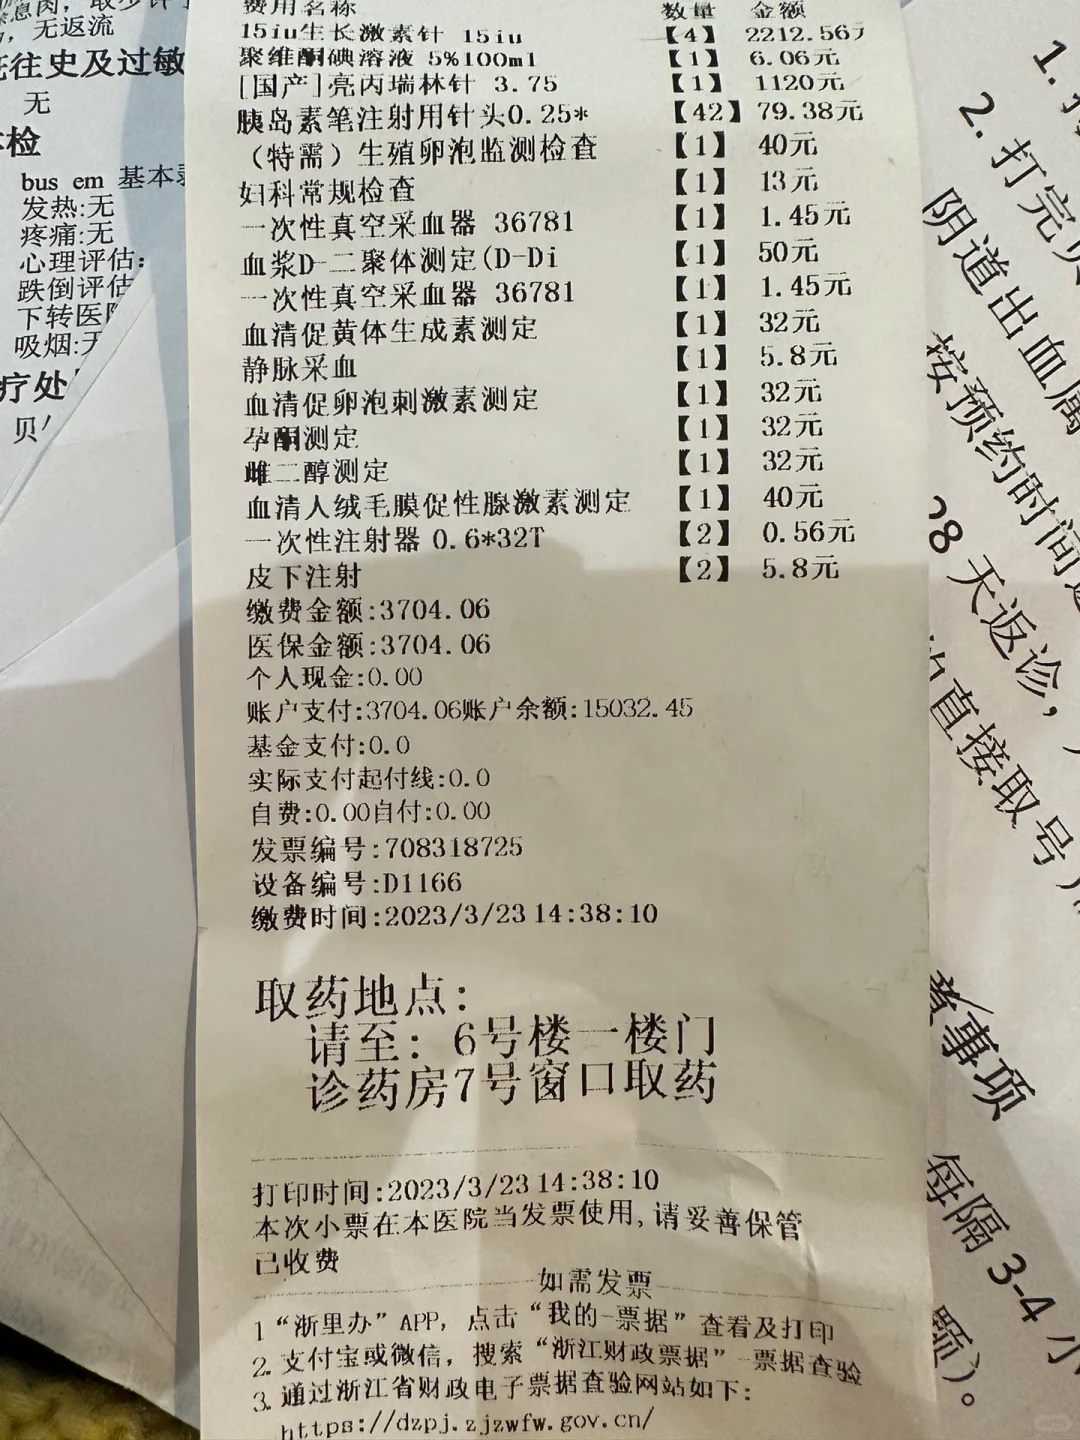 息肉，取少许
，无返流
往史及过敏
无
检
bus em 基本
发热:无
疼痛:无
心理评估:
跌倒评估
下转医
吸烟:无
疗处
贝
费用名称 数量 金额
15iu生长激素针 15iu 【4】 2212.56元
聚维酮碘溶液 5%100ml 【1】 6.06元
[国产]亮丙瑞林针 3.75 【1】 1120元
胰岛素笔注射用针头0.25* 【42】 79.38元
（特需）生殖卵泡监测检查 【1】 40元
妇科常规检查 【1】 13元
一次性真空采血器 36781 【1】 1.45元
血浆D-二聚体测定(D-Di 【1】 50元
一次性真空采血器 36781 【1】 1.45元
血清促黄体生成素测定 【1】 32元
静脉采血 【1】 5.8元
血清促卵泡刺激素测定 【1】 32元
孕酮测定 【1】 32元
雌二醇测定 【1】 32元
血清人绒毛膜促性腺激素测定 【1】 40元
一次性注射器 0.6*32T 【2】 0.56元
皮下注射 【2】 5.8元
缴费金额:3704.06
医保金额:3704.06
个人现金:0.00
账户支付:3704.06账户余额:15032.45
基金支付:0.0
实际支付起付线:0.0
自费:0.00自付:0.00
发票编号:708318725
设备编号:D1166
缴费时间:2023/3/23 14:38:10
取药地点:
请至: 6号楼一楼门
诊药房7号窗口取药
打印时间:2023/3/23 14:38:10
本次小票在本医院当发票使用,请妥善保管
已收费
如需发票
1 “浙里办” APP, 点击 “我的-票据” 查看及打印
2. 支付宝或微信, 搜索 “浙江财政票据” -票据查验
3. 通过浙江省财政电子票据查验网站如下:
https://dzpj.zjzwfw.gov.cn/
1.
2. 打完
阴道出血属
按预约时间
28 天返诊，
直接取号
事项
每隔 3-4 小
题）。